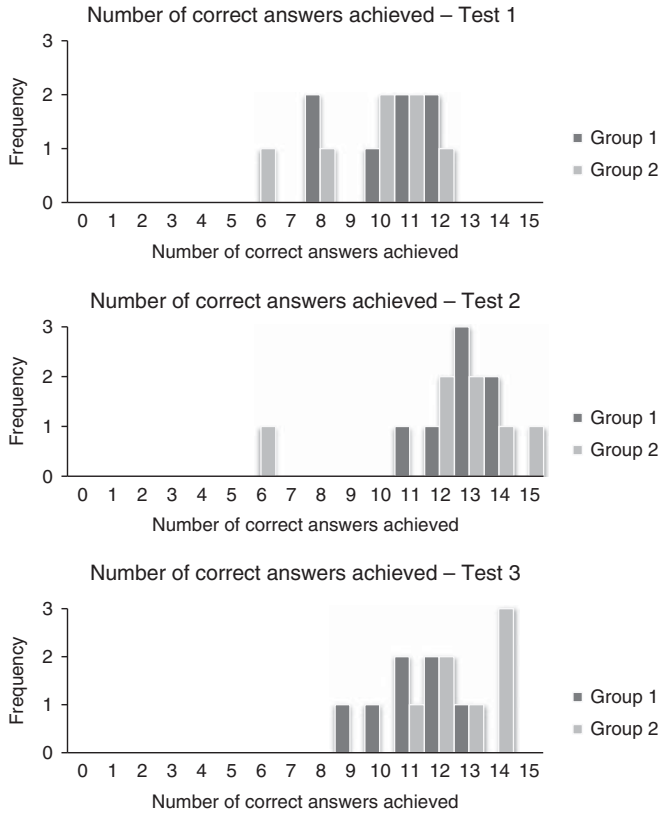 Number of correct answers achieved – Test 1
3
2
1
0
Frequency
0 1 2 3 4 5 6 7 8 9 10 11 12 13 14 15
Number of correct answers achieved
Group 1
Group 2
Number of correct answers achieved – Test 2
3
2
1
0
Frequency
0 1 2 3 4 5 6 7 8 9 10 11 12 13 14 15
Number of correct answers achieved
Group 1
Group 2
Number of correct answers achieved – Test 3
3
2
1
0
Frequency
0 1 2 3 4 5 6 7 8 9 10 11 12 13 14 15
Number of correct answers achieved
Group 1
Group 2